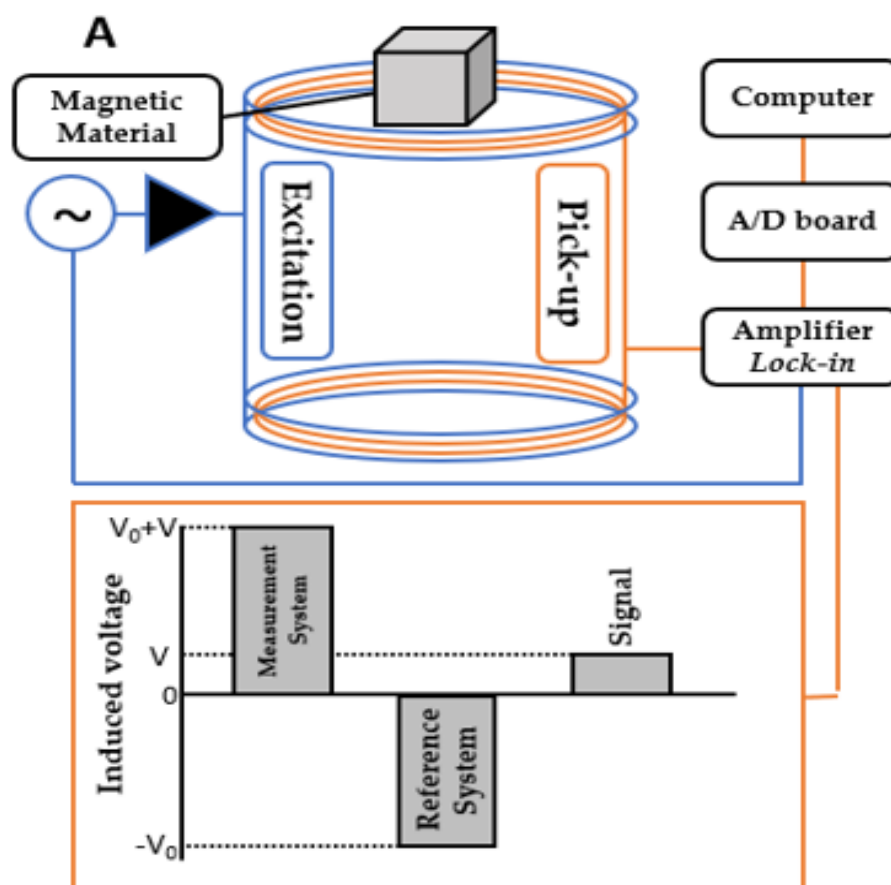 A
Magnetic
Material
~
Excitation
Pick-up
Computer
A/D board
Amplifier
Lock-in
Induced voltage
V₀+V
V
0
-V₀
Measurement
System
Reference
System
Signal